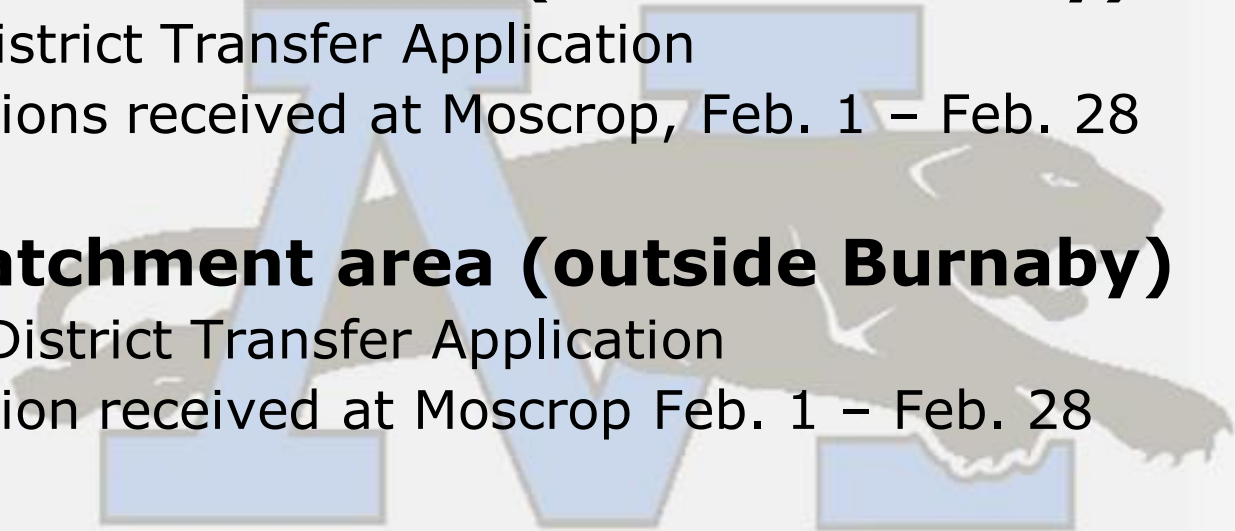 istrict Transfer Application
ions received at Moscrop, Feb. 1 – Feb. 28
atchment area (outside Burnaby)
District Transfer Application
ion received at Moscrop Feb. 1 – Feb. 28